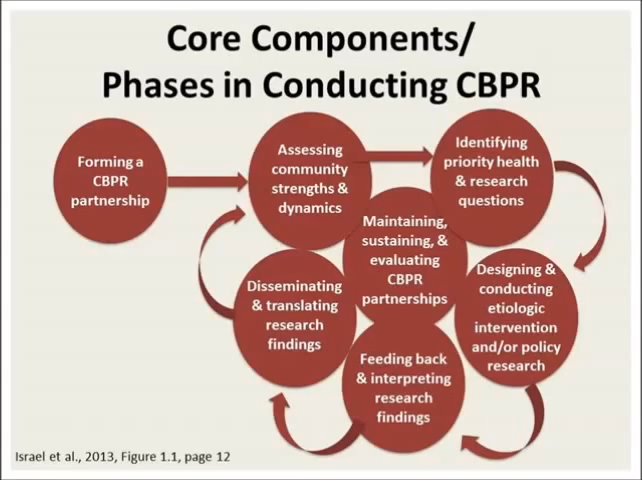 Core Components/
Phases in Conducting CBPR
Forming a
CBPR
partnership
Assessing
community
strengths &
dynamics
Identifying
priority health
& research
questions
Maintaining,
sustaining, &
evaluating
CBPR
partnerships
Designing &
conducting
etiologic
intervention
and/or policy
research
Feeding back
& interpreting
research
findings
Disseminating
& translating
research
findings
Israel et al., 2013, Figure 1.1, page 12